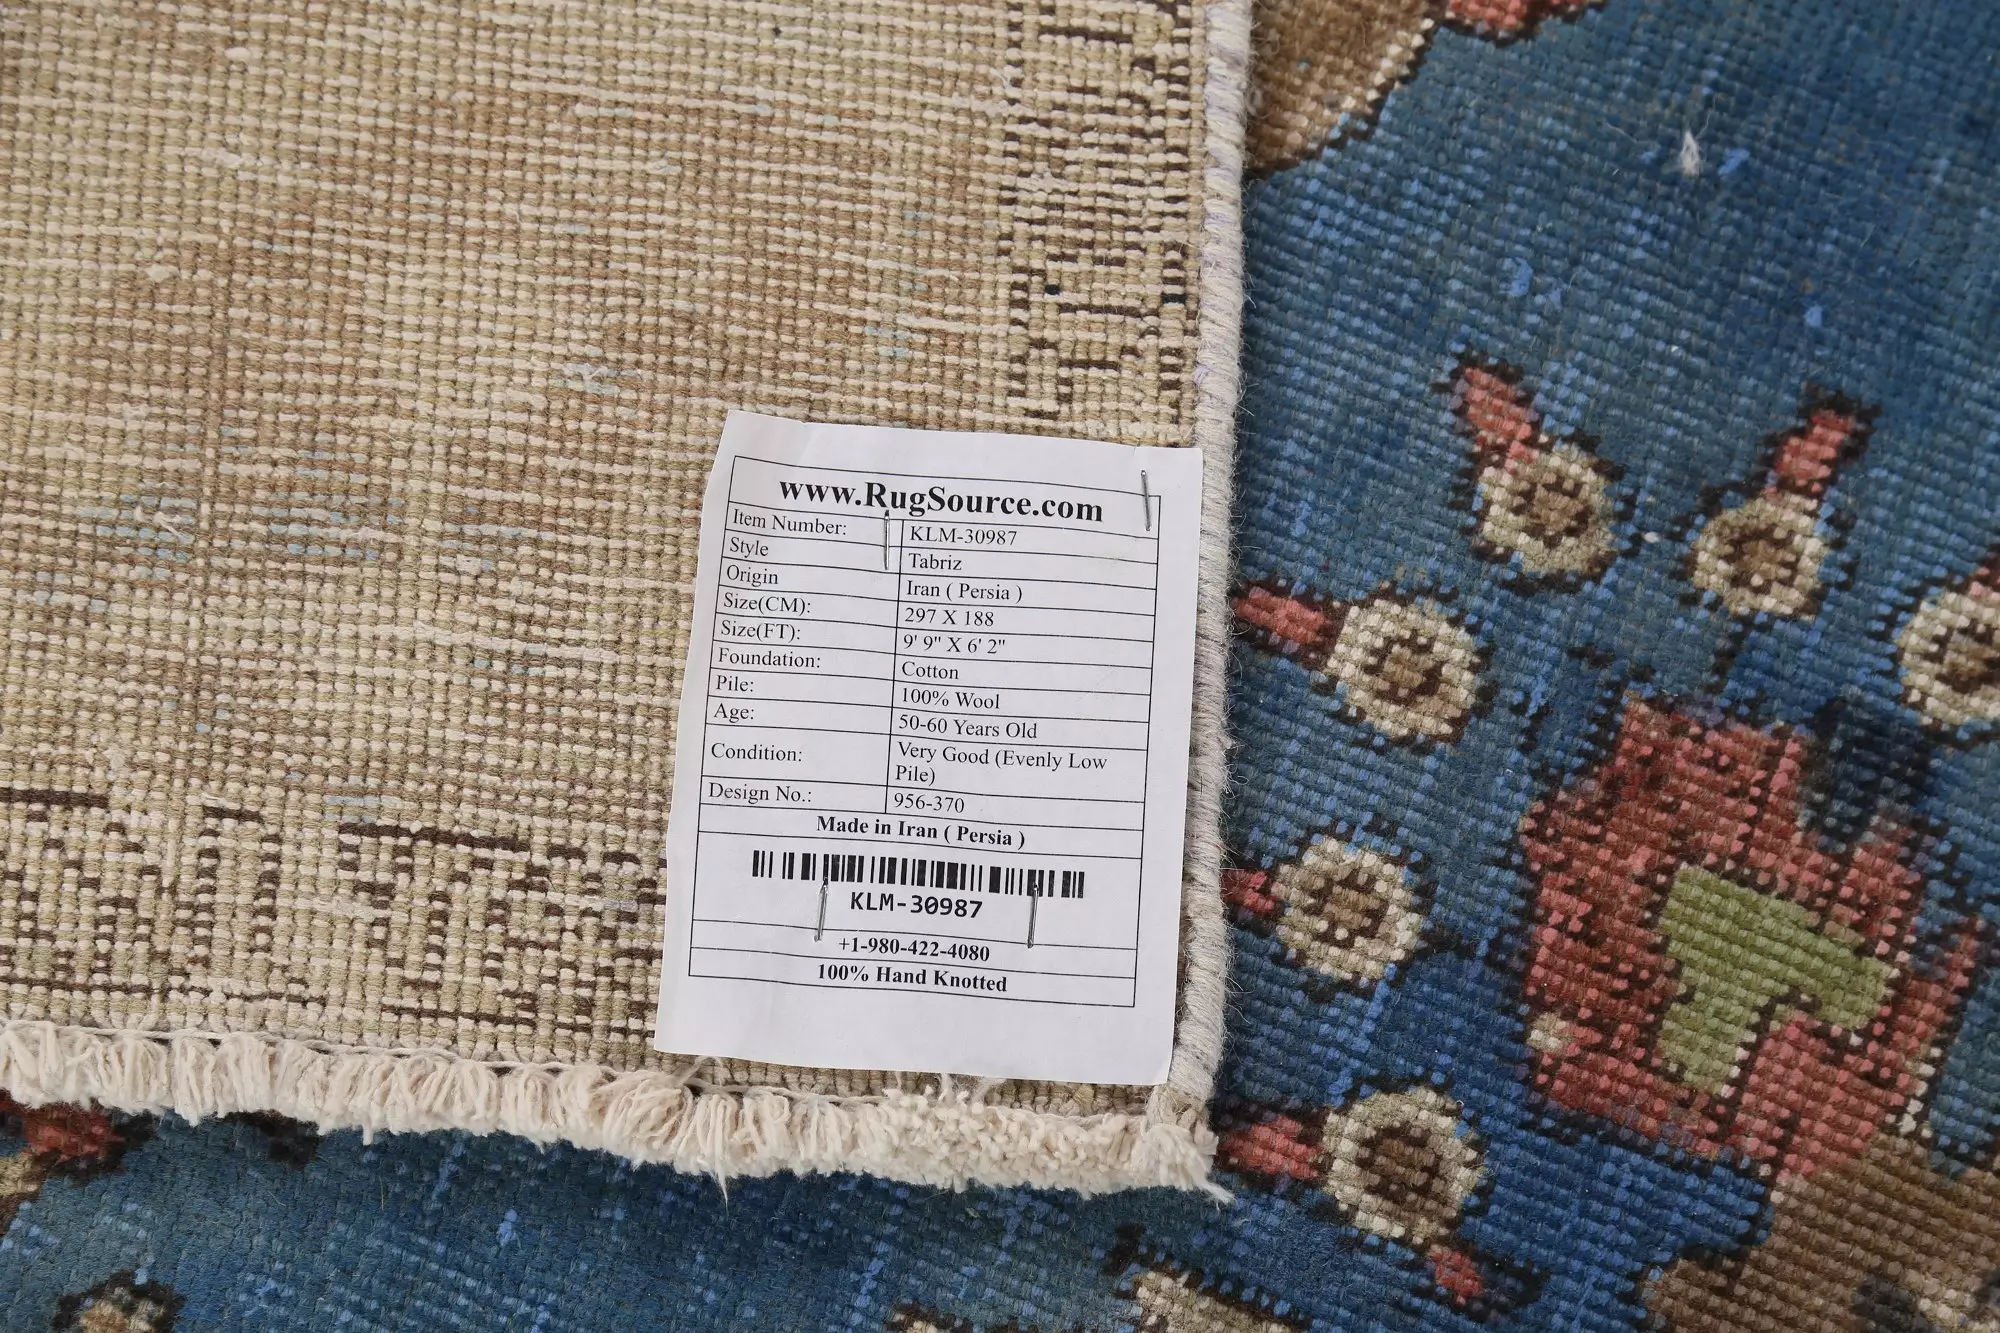 www.RugSource.com
Item Number: KLM-30987
Style Tabriz
Origin Iran ( Persia )
Size(CM): 297 X 188
Size(FT): 9' 9" X 6' 2"
Foundation: Cotton
Pile: 100% Wool
Age: 50-60 Years Old
Condition: Very Good (Evenly Low
Pile)
Design No.: 956-370
Made in Iran ( Persia )
KLM-30987
+1-980-422-4080
100% Hand Knotted